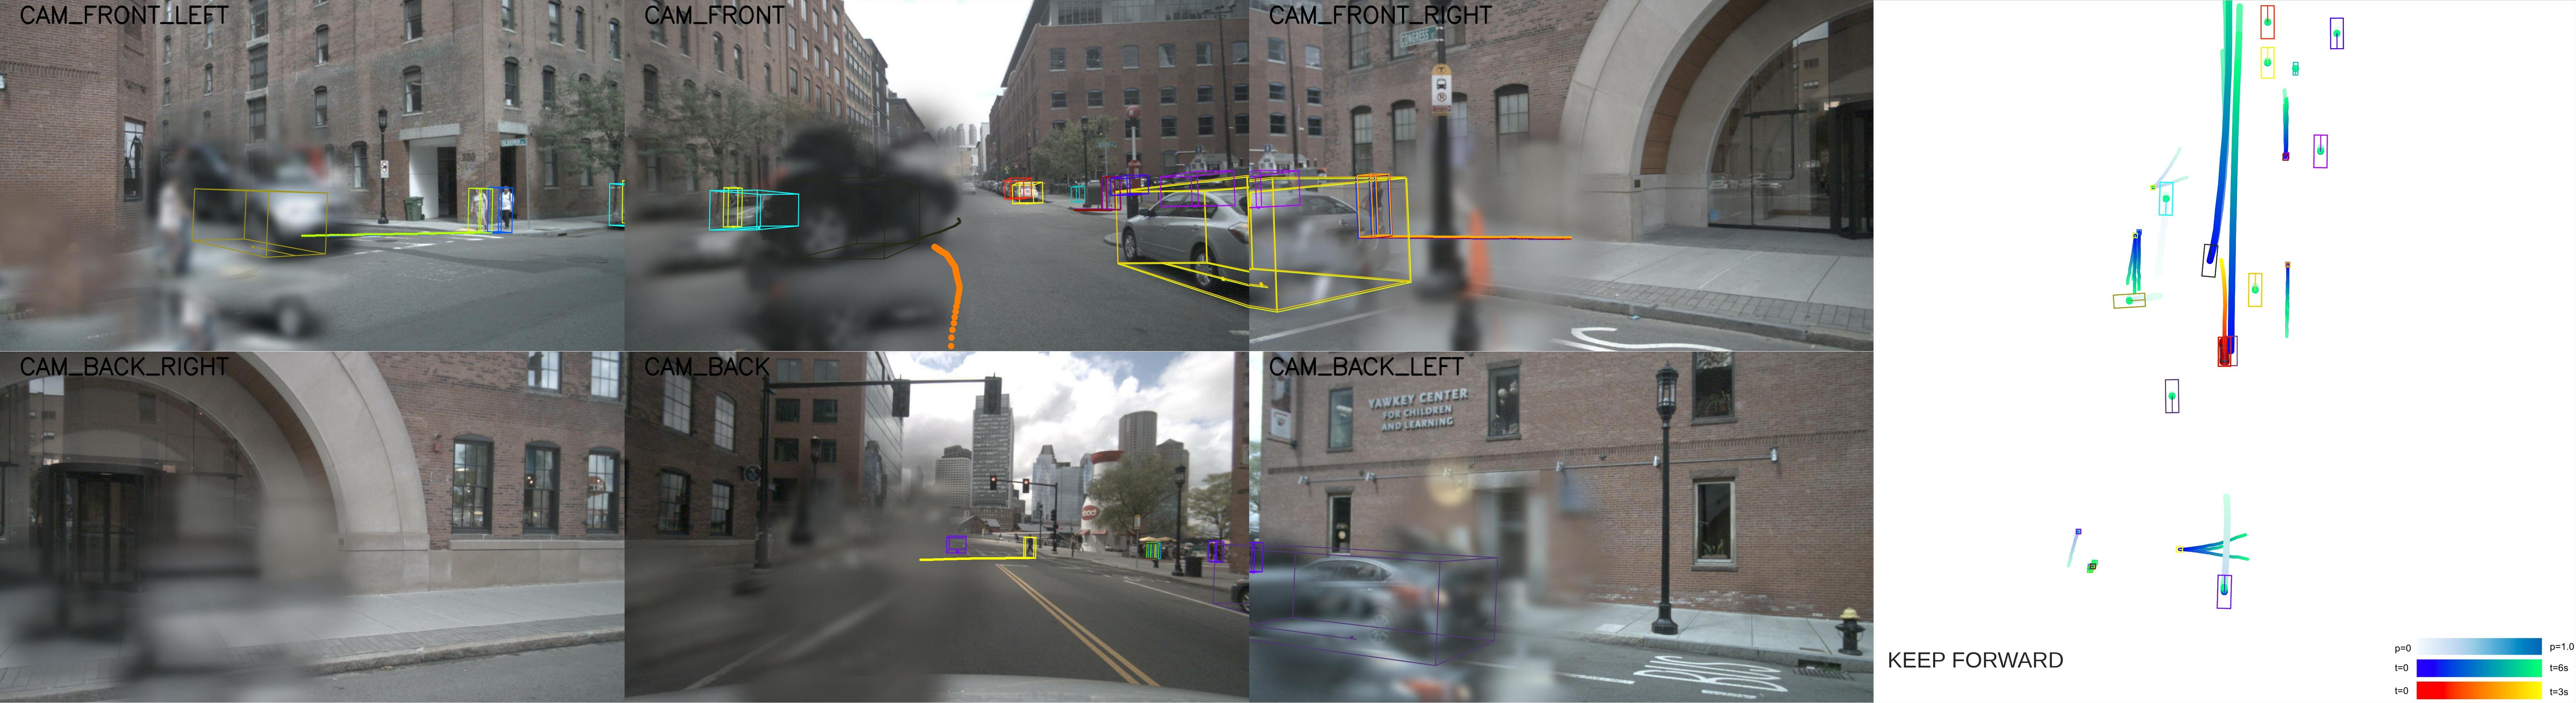 CAM_FRONT_LEFT
CAM_FRONT
CAM_FRONT_RIGHT
CONGRESS
CAM_BACK_RIGHT
CAM_BACK
CAM_BACK_LEFT
YAWKEY CENTER
FOR CHILDREN
AND LEARNING
BUS
KEEP FORWARD
p=0
p=1.0
t=0
t=6s
t=0
t=3s